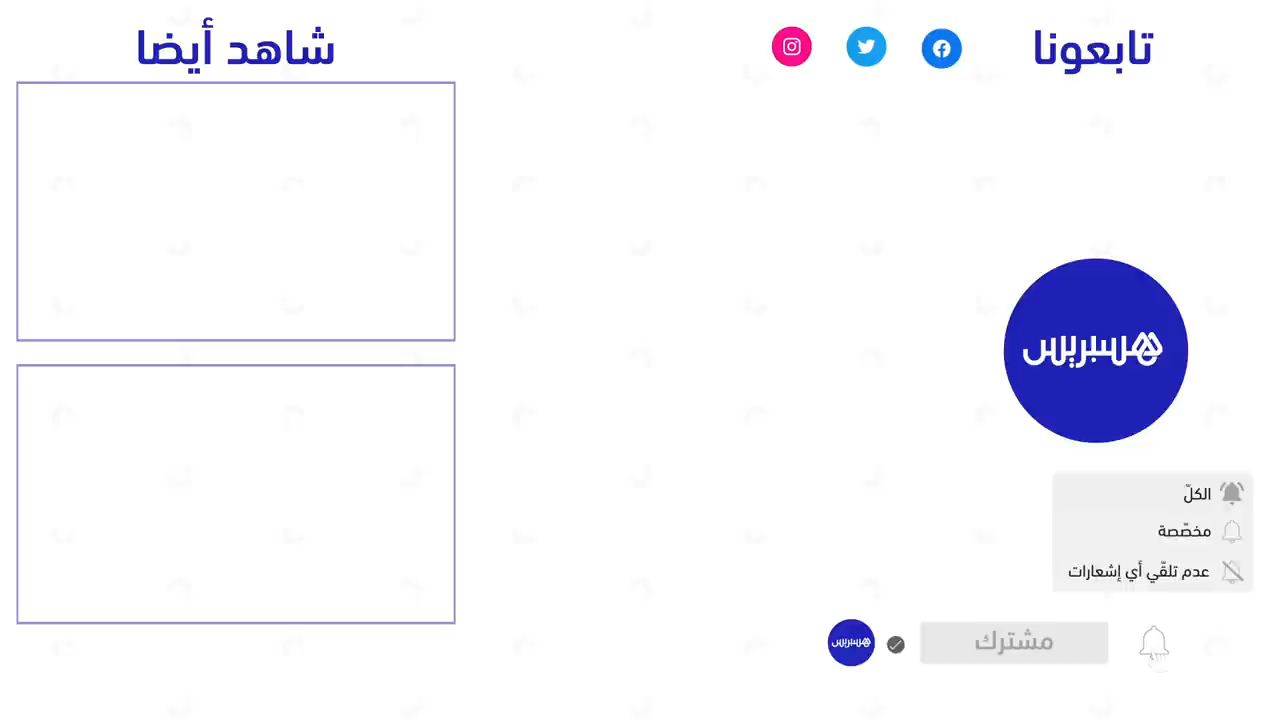 تابعونا
شاهد أيضا
هسبريس
الكلّ
مخصّصة
عدم تلقّي أي إشعارات
مشترك
هسبريس